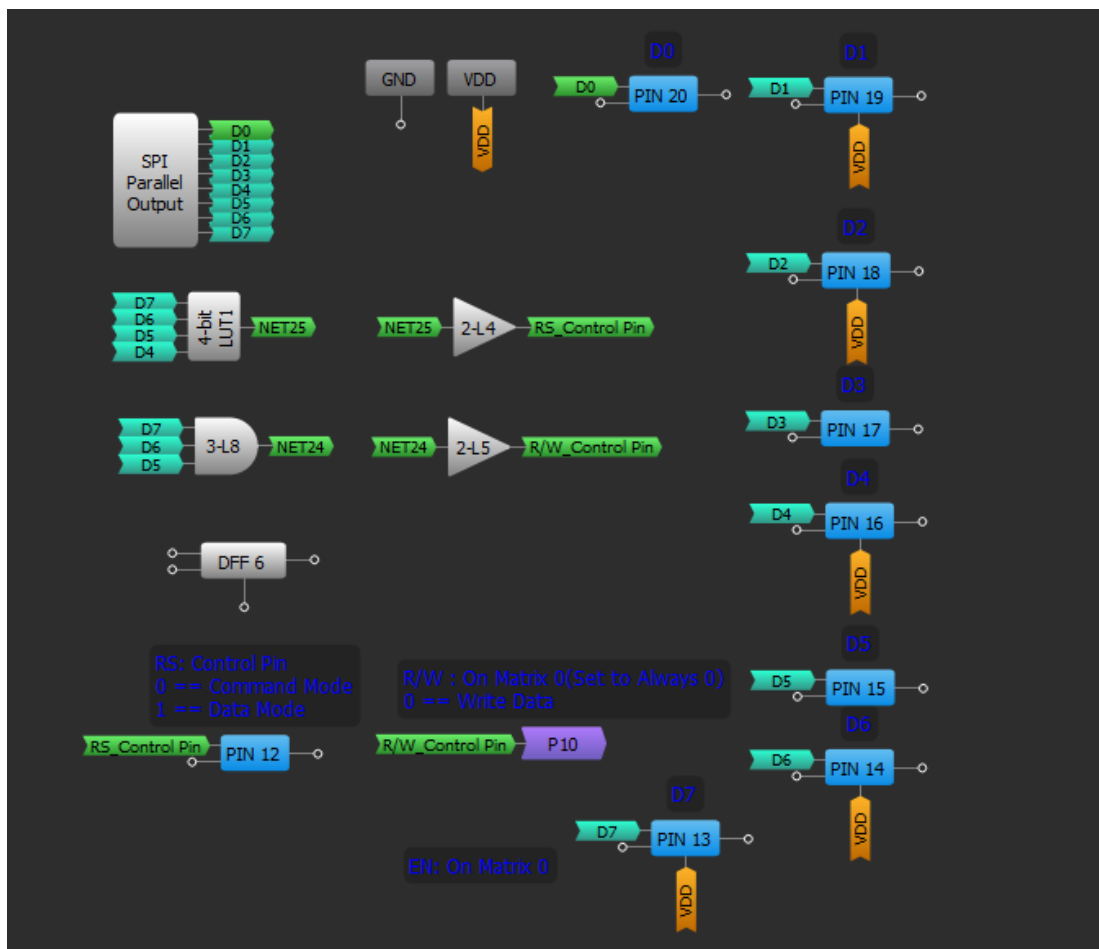 D0
D1
GND
VDD
D0
PIN 20
D1
PIN 19
VDD
VDD
SPI
Parallel
Output
D0
D1
D2
D3
D4
D5
D6
D7
D2
D2
PIN 18
VDD
D7
D6
D5
D4
4-bit
LUT1
NET25
NET25
2-L4
RS_Control Pin
D3
D3
PIN 17
D7
D6
D5
3-L8
NET24
NET24
2-L5
R/W_Control Pin
D4
D4
PIN 16
VDD
DFF 6
RS: Control Pin
0 == Command Mode
1 == Data Mode
R/W : On Matrix 0(Set to Always 0)
0 == Write Data
D5
D5
PIN 15
RS_Control Pin
PIN 12
R/W_Control Pin
P10
D6
D6
PIN 14
VDD
D7
D7
PIN 13
VDD
EN: On Matrix 0